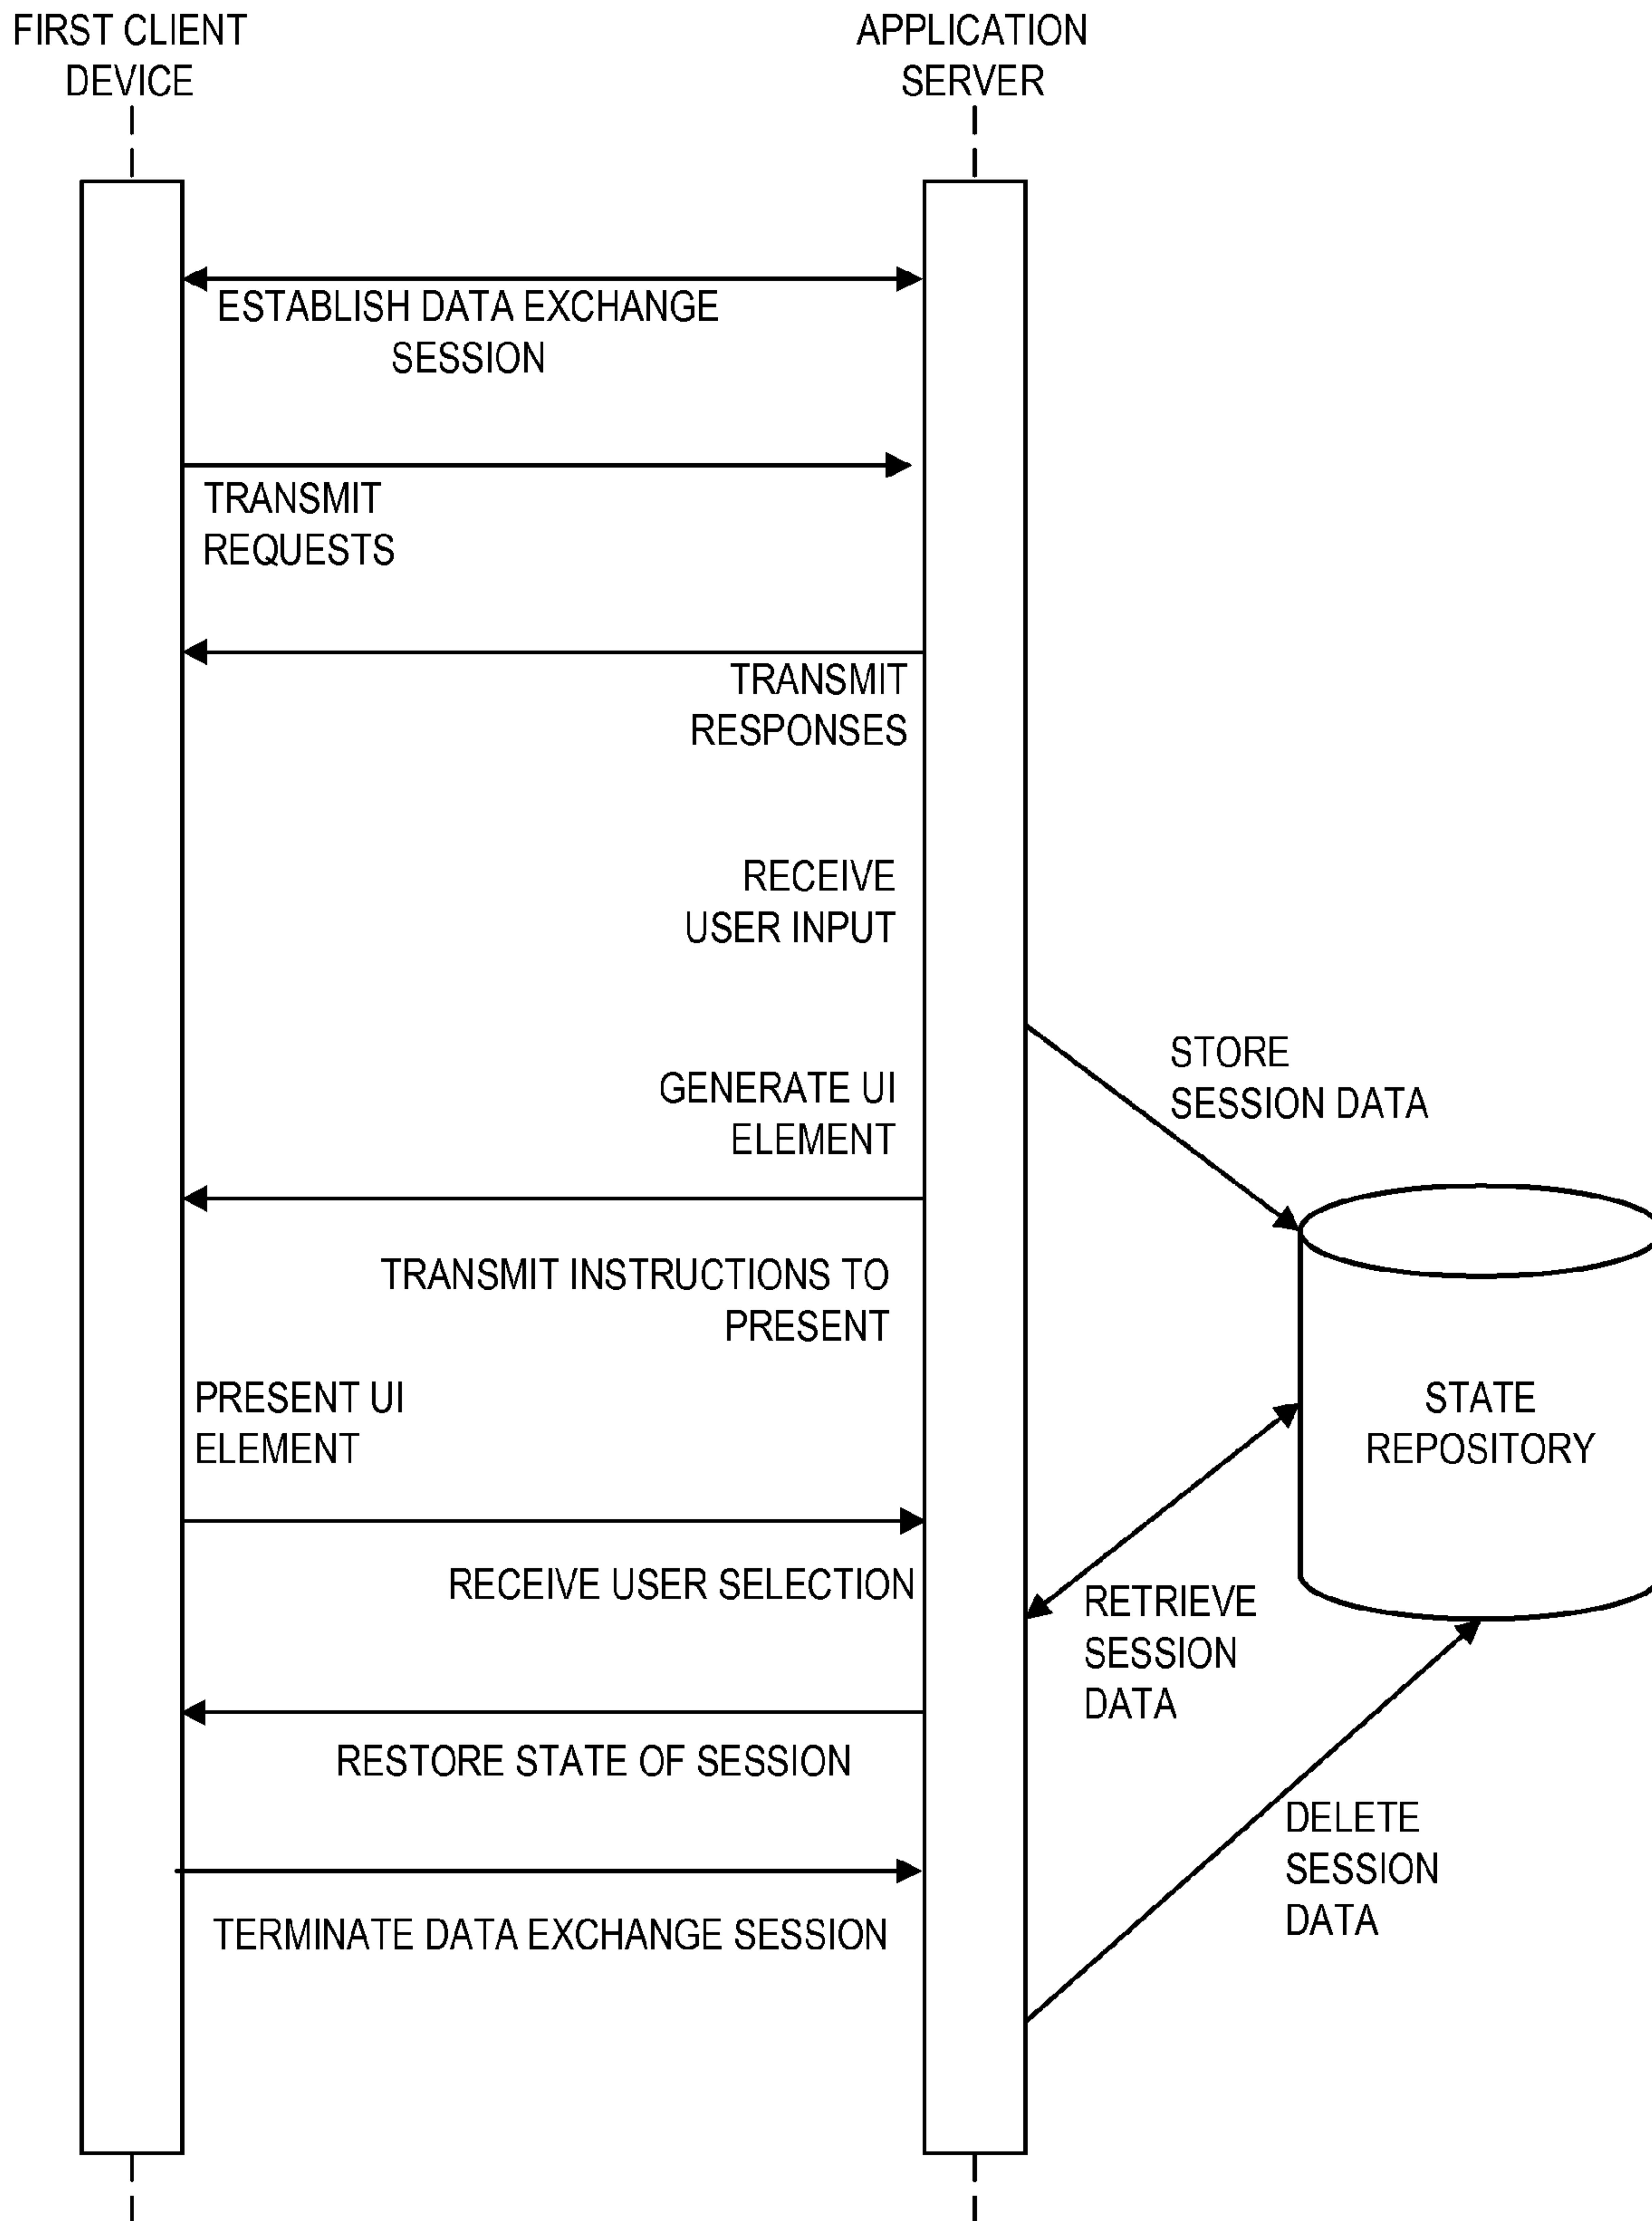 FIRST CLIENT
DEVICE
APPLICATION
SERVER
ESTABLISH DATA EXCHANGE
SESSION
TRANSMIT
REQUESTS
TRANSMIT
RESPONSES
RECEIVE
USER INPUT
STORE
SESSION DATA
GENERATE UI
ELEMENT
TRANSMIT INSTRUCTIONS TO
PRESENT
PRESENT UI
ELEMENT
STATE
REPOSITORY
RECEIVE USER SELECTION
RETRIEVE
SESSION
DATA
RESTORE STATE OF SESSION
DELETE
SESSION
DATA
TERMINATE DATA EXCHANGE SESSION